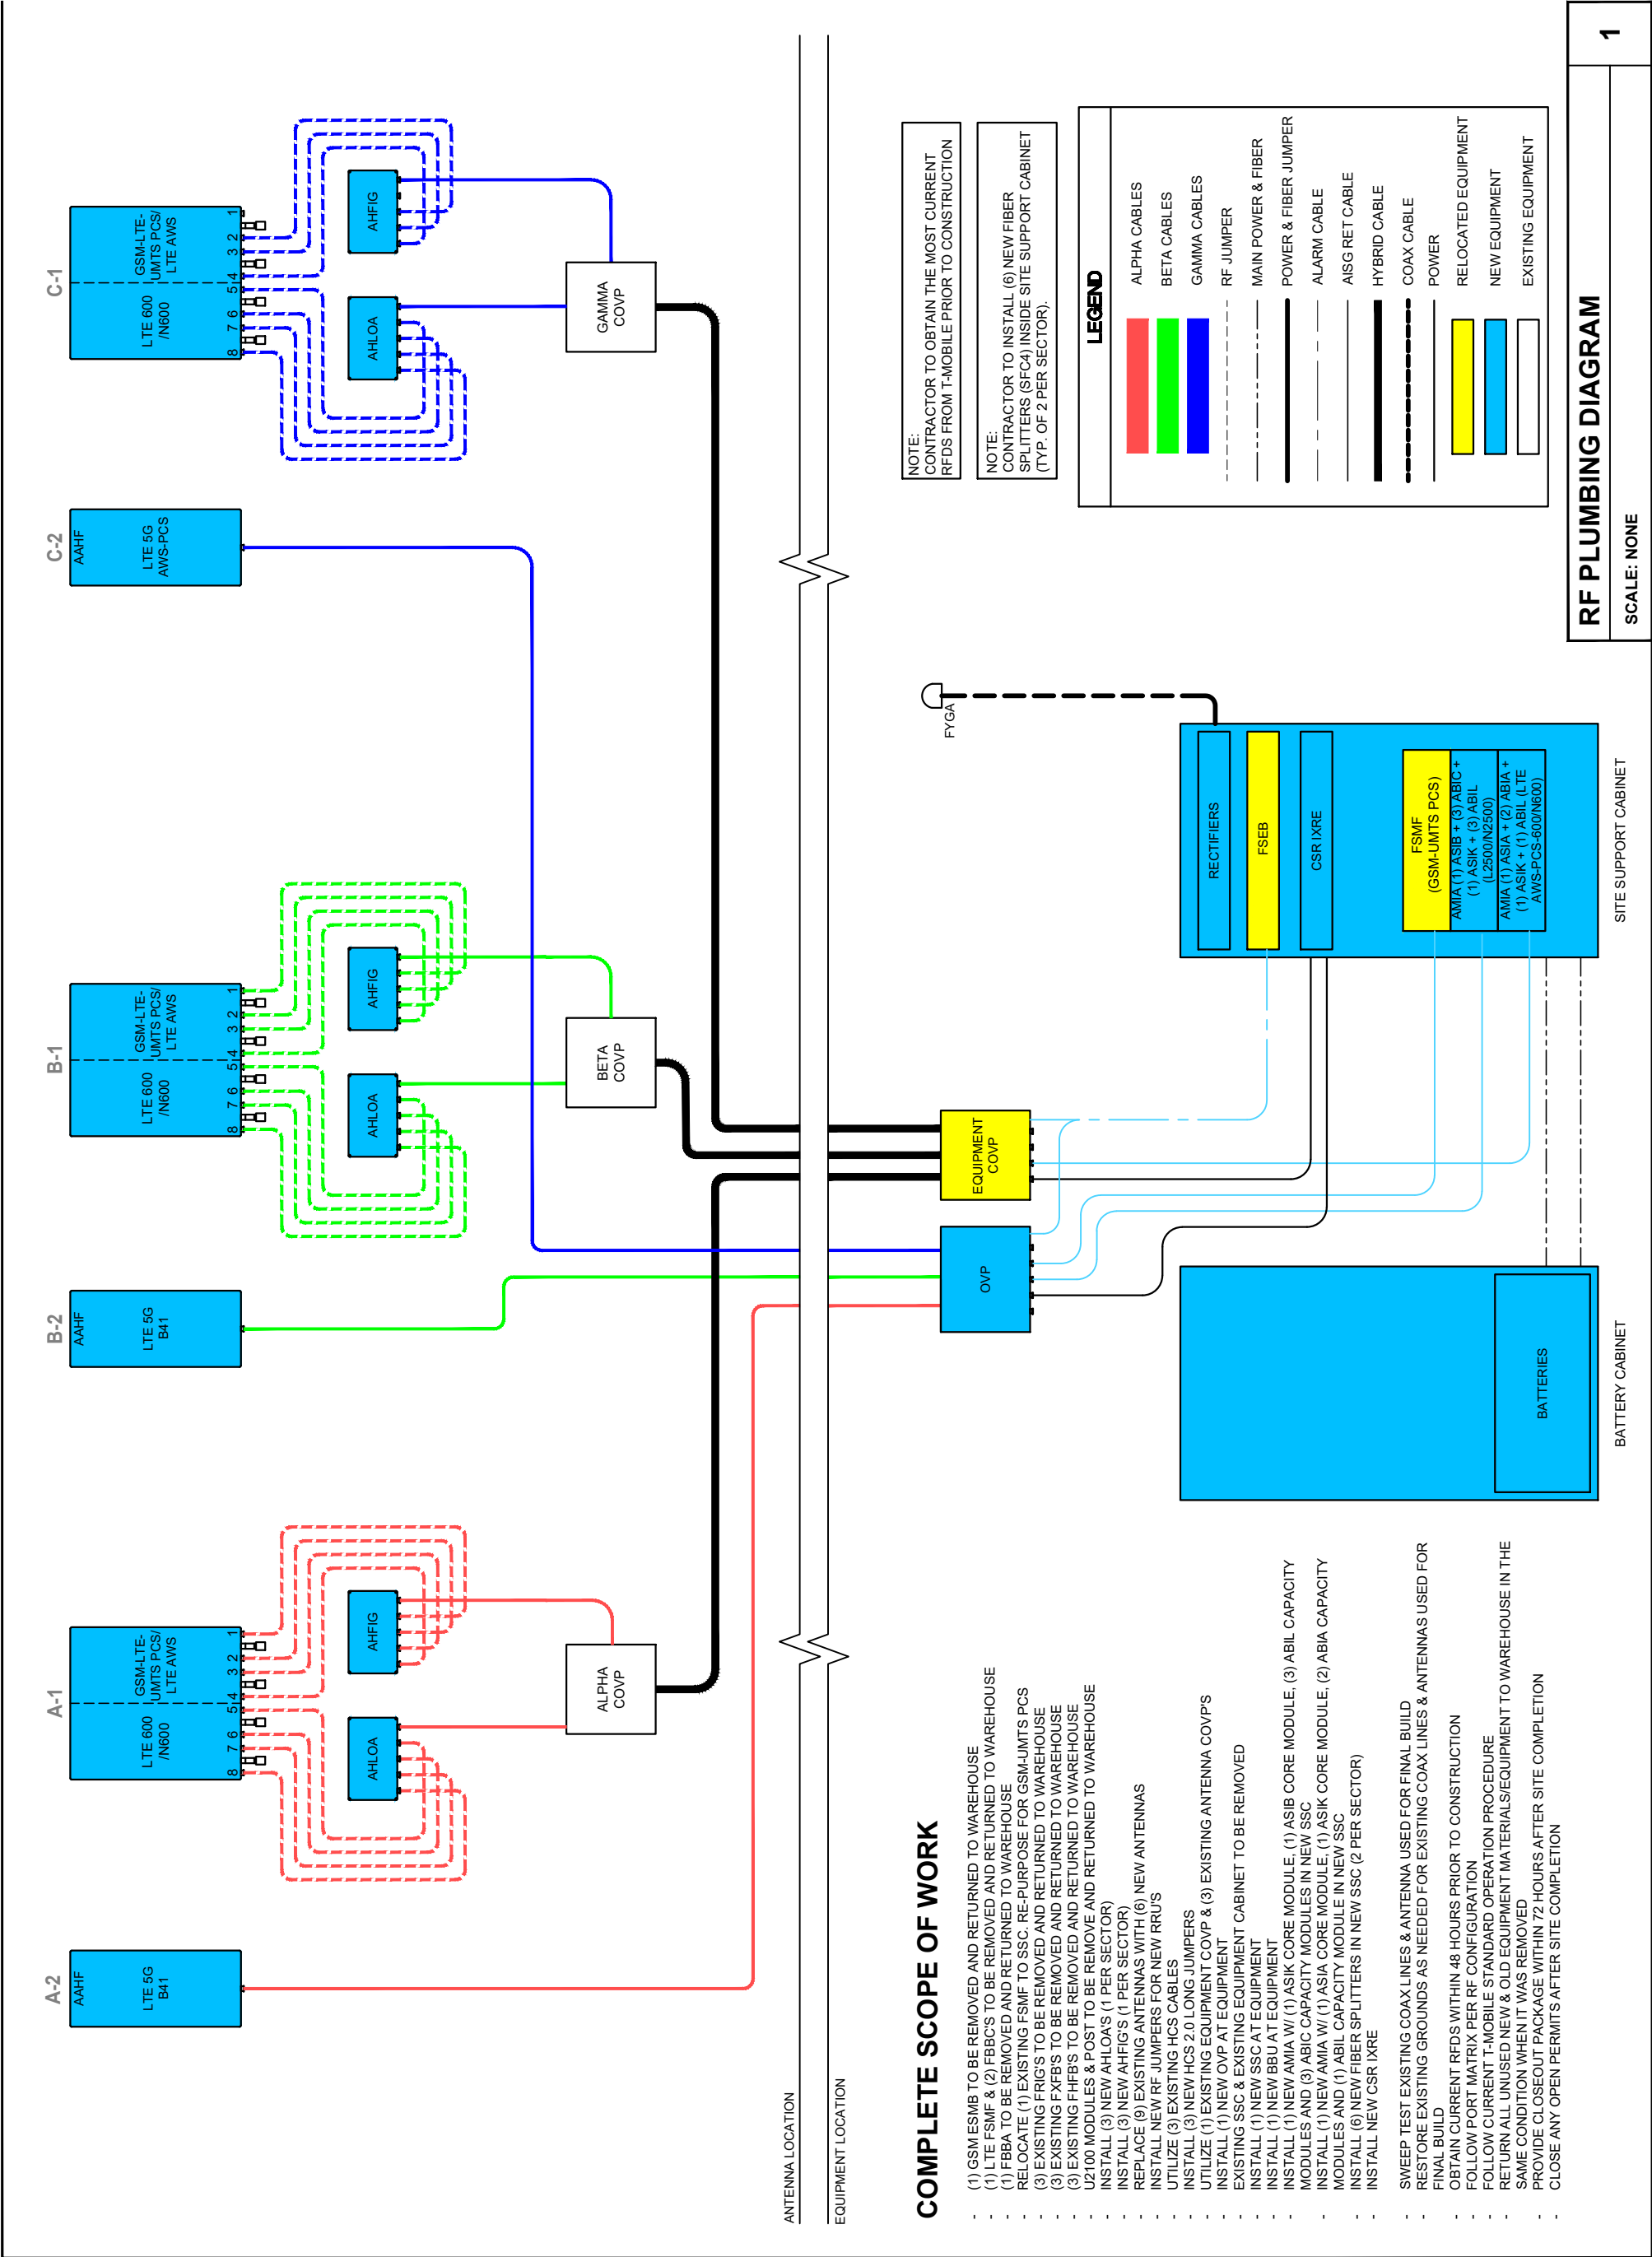 A-2
AAHF
LTE 5G
B41
A-1
LTE 600
/N600
GSM-LTE-
UMTS PCS/
LTE AWS
8 7 6 5 4 3 2 1
AHLOA
AHFIG
ALPHA
COVP
B-2
AAHF
LTE 5G
B41
B-1
LTE 600
/N600
GSM-LTE-
UMTS PCS/
LTE AWS
8 7 6 5 4 3 2 1
AHLOA
AHFIG
BETA
COVP
C-2
AAHF
LTE 5G
AWS-PCS
C-1
LTE 600
/N600
GSM-LTE-
UMTS PCS/
LTE AWS
8 7 6 5 4 3 2 1
AHLOA
AHFIG
GAMMA
COVP
ANTENNA LOCATION
EQUIPMENT LOCATION
COMPLETE SCOPE OF WORK
- (1) GSM ESMB TO BE REMOVED AND RETURNED TO WAREHOUSE
- (1) LTE FSMF & (2) FBBC'S TO BE REMOVED AND RETURNED TO WAREHOUSE
- (1) FBBA TO BE REMOVED AND RETURNED TO WAREHOUSE
- RELOCATE (1) EXISTING FSMF TO SSC. RE-PURPOSE FOR GSM-UMTS PCS
- (3) EXISTING FRIG'S TO BE REMOVED AND RETURNED TO WAREHOUSE
- (3) EXISTING FXFB'S TO BE REMOVED AND RETURNED TO WAREHOUSE
- (3) EXISTING FHFB'S TO BE REMOVED AND RETURNED TO WAREHOUSE
- U2100 MODULES & POST TO BE REMOVE AND RETURNED TO WAREHOUSE
- INSTALL (3) NEW AHLOA'S (1 PER SECTOR)
- INSTALL (3) NEW AHFIG'S (1 PER SECTOR)
- REPLACE (9) EXISTING ANTENNAS WITH (6) NEW ANTENNAS
- INSTALL NEW RF JUMPERS FOR NEW RRU'S
- UTILIZE (3) EXISTING HCS CABLES
- INSTALL (3) NEW HCS 2.0 LONG JUMPERS
- UTILIZE (1) EXISTING EQUIPMENT COVP & (3) EXISTING ANTENNA COVP'S
- INSTALL (1) NEW OVP AT EQUIPMENT
- EXISTING SSC & EXISTING EQUIPMENT CABINET TO BE REMOVED
- INSTALL (1) NEW SSC AT EQUIPMENT
- INSTALL (1) NEW BBU AT EQUIPMENT
- INSTALL (1) NEW AMIA W/ (1) ASIK CORE MODULE, (1) ASIB CORE MODULE, (3) ABIL CAPACITY
MODULES AND (3) ABIC CAPACITY MODULES IN NEW SSC
- INSTALL (1) NEW AMIA W/ (1) ASIA CORE MODULE, (1) ASIK CORE MODULE, (2) ABIA CAPACITY
MODULES AND (1) ABIL CAPACITY MODULE IN NEW SSC
- INSTALL (6) NEW FIBER SPLITTERS IN NEW SSC (2 PER SECTOR)
- INSTALL NEW CSR IXRE
- SWEEP TEST EXISTING COAX LINES & ANTENNA USED FOR FINAL BUILD
- RESTORE EXISTING GROUNDS AS NEEDED FOR EXISTING COAX LINES & ANTENNAS USED FOR
FINAL BUILD
- OBTAIN CURRENT RFDS WITHIN 48 HOURS PRIOR TO CONSTRUCTION
- FOLLOW PORT MATRIX PER RF CONFIGURATION
- FOLLOW CURRENT T-MOBILE STANDARD OPERATION PROCEDURE
- RETURN ALL UNUSED NEW & OLD EQUIPMENT MATERIALS/EQUIPMENT TO WAREHOUSE IN THE
SAME CONDITION WHEN IT WAS REMOVED
- PROVIDE CLOSEOUT PACKAGE WITHIN 72 HOURS AFTER SITE COMPLETION
- CLOSE ANY OPEN PERMITS AFTER SITE COMPLETION
OVP
EQUIPMENT
COVP
BATTERIES
BATTERY CABINET
FYGA
RECTIFIERS
FSEB
CSR IXRE
FSMF
(GSM-UMTS PCS)
AMIA (1) ASIB + (3) ABIC +
(1) ASIK + (3) ABIL
(L2500/N2500)
AMIA (1) ASIA + (2) ABIA +
(1) ASIK + (1) ABIL (LTE
AWS-PCS-600/N600)
SITE SUPPORT CABINET
NOTE:
CONTRACTOR TO OBTAIN THE MOST CURRENT
RFDS FROM T-MOBILE PRIOR TO CONSTRUCTION
NOTE:
CONTRACTOR TO INSTALL (6) NEW FIBER
SPLITTERS (SFC4) INSIDE SITE SUPPORT CABINET
(TYP. OF 2 PER SECTOR).
LEGEND
ALPHA CABLES
BETA CABLES
GAMMA CABLES
RF JUMPER
MAIN POWER & FIBER
POWER & FIBER JUMPER
ALARM CABLE
AISG RET CABLE
HYBRID CABLE
COAX CABLE
POWER
RELOCATED EQUIPMENT
NEW EQUIPMENT
EXISTING EQUIPMENT
RF PLUMBING DIAGRAM
SCALE: NONE
1